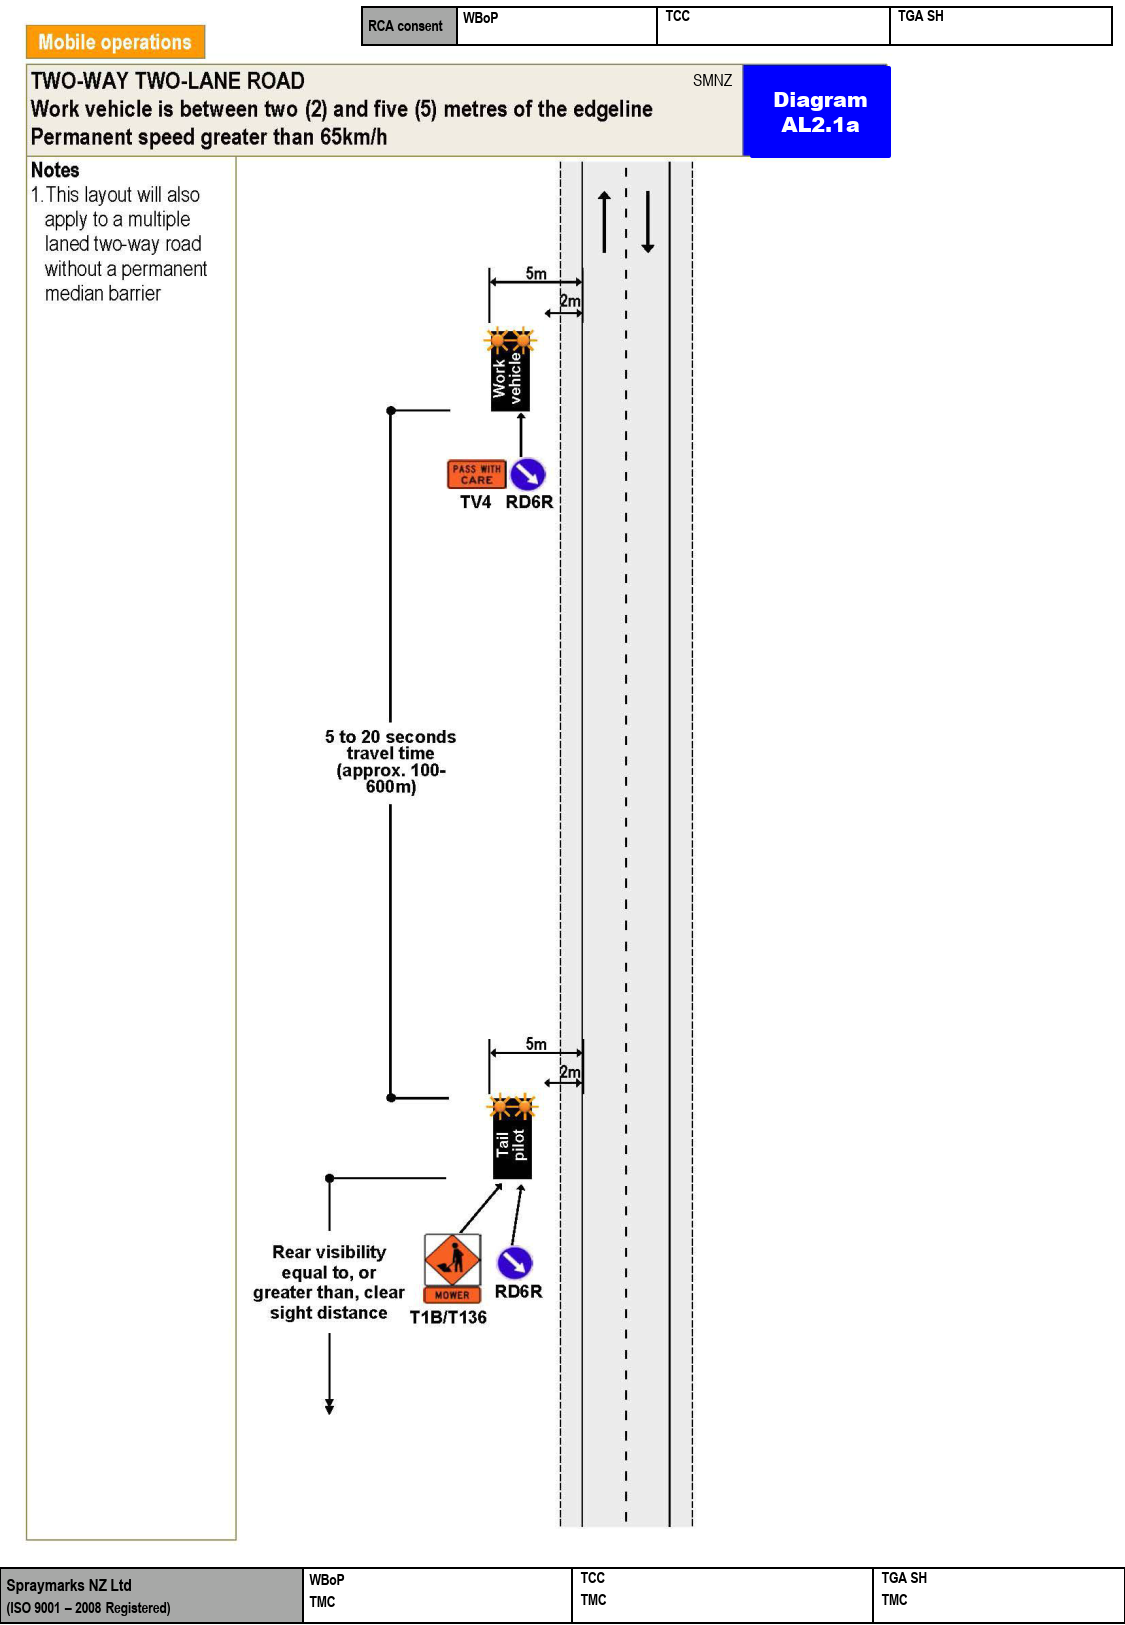 RCA consent
WBoP
TCC
TGA SH
Mobile operations
TWO-WAY TWO-LANE ROAD
SMNZ
Work vehicle is between two (2) and five (5) metres of the edgeline
Permanent speed greater than 65km/h
Diagram
AL2.1a
Notes
1. This layout will also
apply to a multiple
laned two-way road
without a permanent
median barrier
5m
2m
Work
vehicle
PASS WITH
CARE
TV4
RD6R
5 to 20 seconds
travel time
(approx. 100-
600m)
5m
2m
Tail
pilot
Rear visibility
equal to, or
greater than, clear
sight distance
MOWER
T1B/T136
RD6R
Spraymarks NZ Ltd
(ISO 9001 – 2008 Registered)
WBoP
TMC
TCC
TMC
TGA SH
TMC